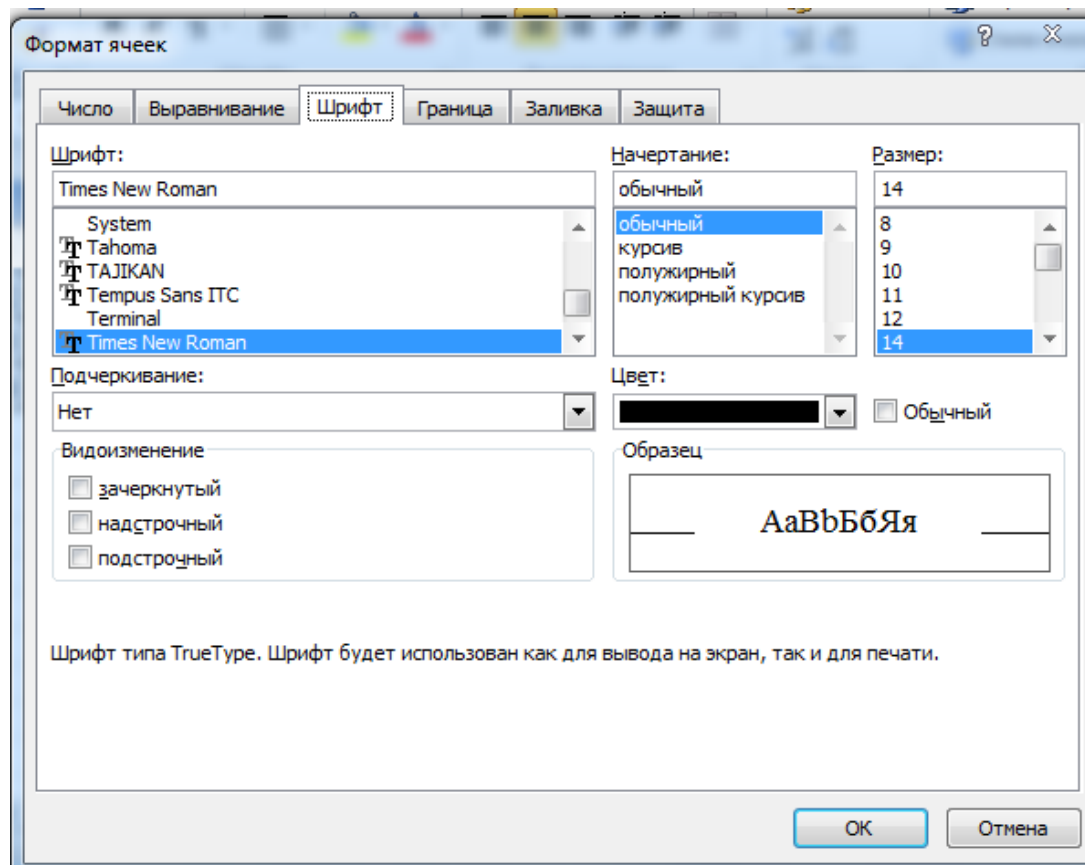 Формат ячеек
Число Выравнивание Шрифт Граница Заливка Защита
Шрифт: Начертание: Размер:
Times New Roman обычный 14
System обычный 8
Tahoma курсив 9
TAJIKAN полужирный 10
Tempus Sans ITC полужирный курсив 11
Terminal 12
Times New Roman 14
Подчеркивание: Цвет:
Нет Обычный
Видоизменение Образец
зачеркнутый
надстрочный АаВbБбЯя
подстрочный
Шрифт типа TrueType. Шрифт будет использован как для вывода на экран, так и для печати.
ОК Отмена